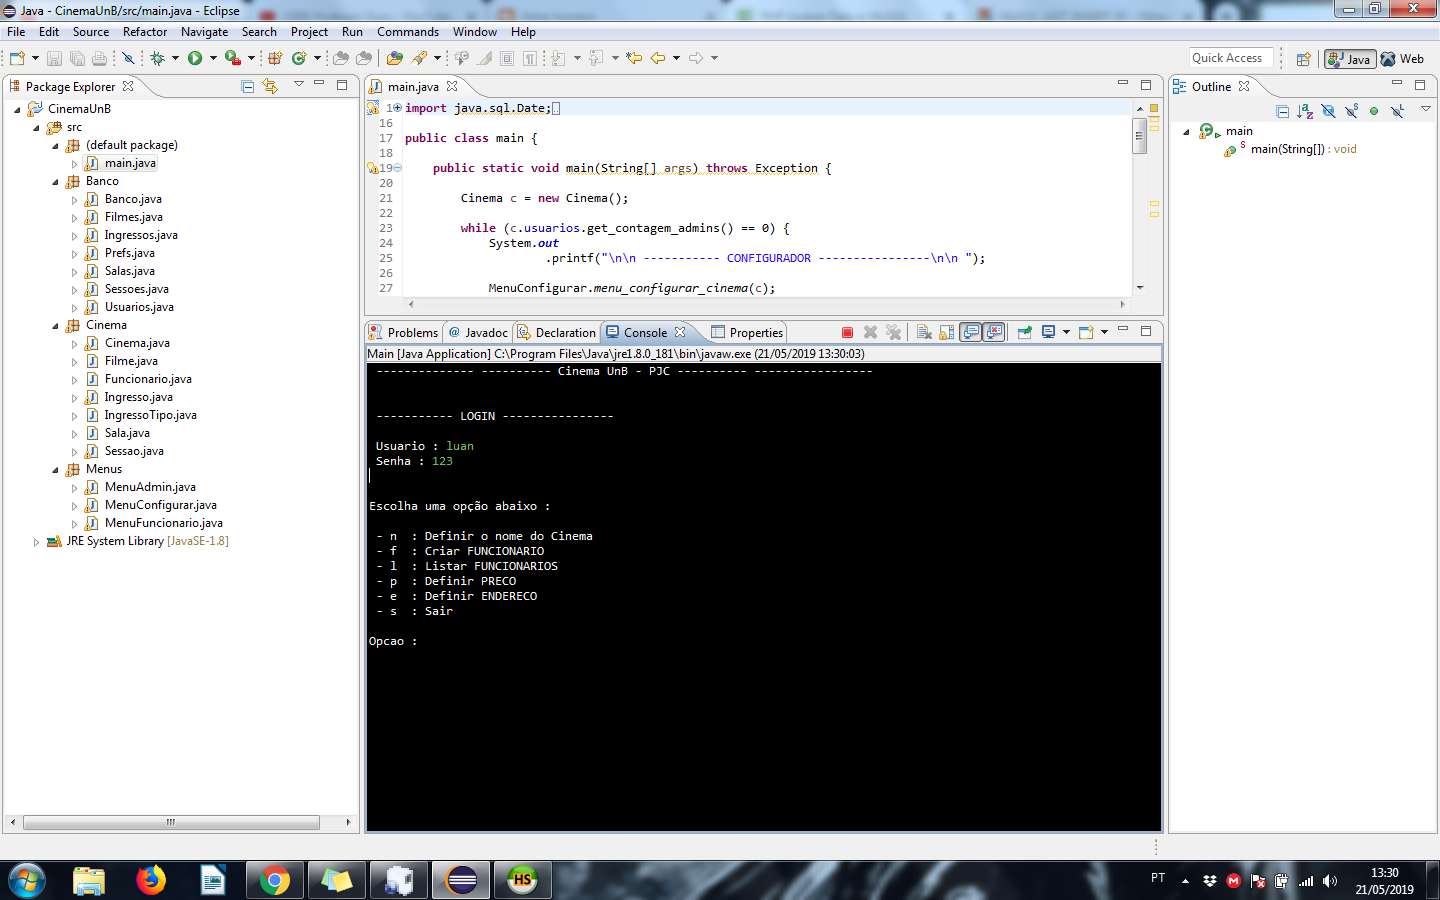 Java - CinemaUnB/src/main.java - Eclipse
File Edit Source Refactor Navigate Search Project Run Commands Window Help
Quick Access
Java
Web
Package Explorer
CinemaUnB
src
(default package)
main.java
Banco
Banco.java
Filmes.java
Ingressos.java
Prefs.java
Salas.java
Sessoes.java
Usuarios.java
Cinema
Cinema.java
Filme.java
Funcionario.java
Ingresso.java
IngressoTipo.java
Sala.java
Sessao.java
Menus
MenuAdmin.java
MenuConfigurar.java
MenuFuncionario.java
JRE System Library [JavaSE-1.8]
main.java
1 import java.sql.Date;
16
17 public class main {
18
19 public static void main(String[] args) throws Exception {
20
21 Cinema c = new Cinema();
22
23 while (c.usuarios.get_contagem_admins() == 0) {
24 System.out
25 .printf("\n\n ----------- CONFIGURADOR ----------------\n\n ");
26
27 MenuConfigurar.menu_configurar_cinema(c);
Problems Javadoc Declaration Console Properties
Main [Java Application] C:\Program Files\Java\jre1.8.0_181\bin\javaw.exe (21/05/2019 13:30:03)
-------------- ---------- Cinema UnB - PJC ---------- -----------------
----------- LOGIN ----------------
Usuario : luan
Senha : 123
Escolha uma opção abaixo :
- n : Definir o nome do Cinema
- f : Criar FUNCIONARIO
- l : Listar FUNCIONARIOS
- p : Definir PRECO
- e : Definir ENDERECO
- s : Sair
Opcao :
Outline
main
main(String[]) : void
HS
PT
13:30
21/05/2019